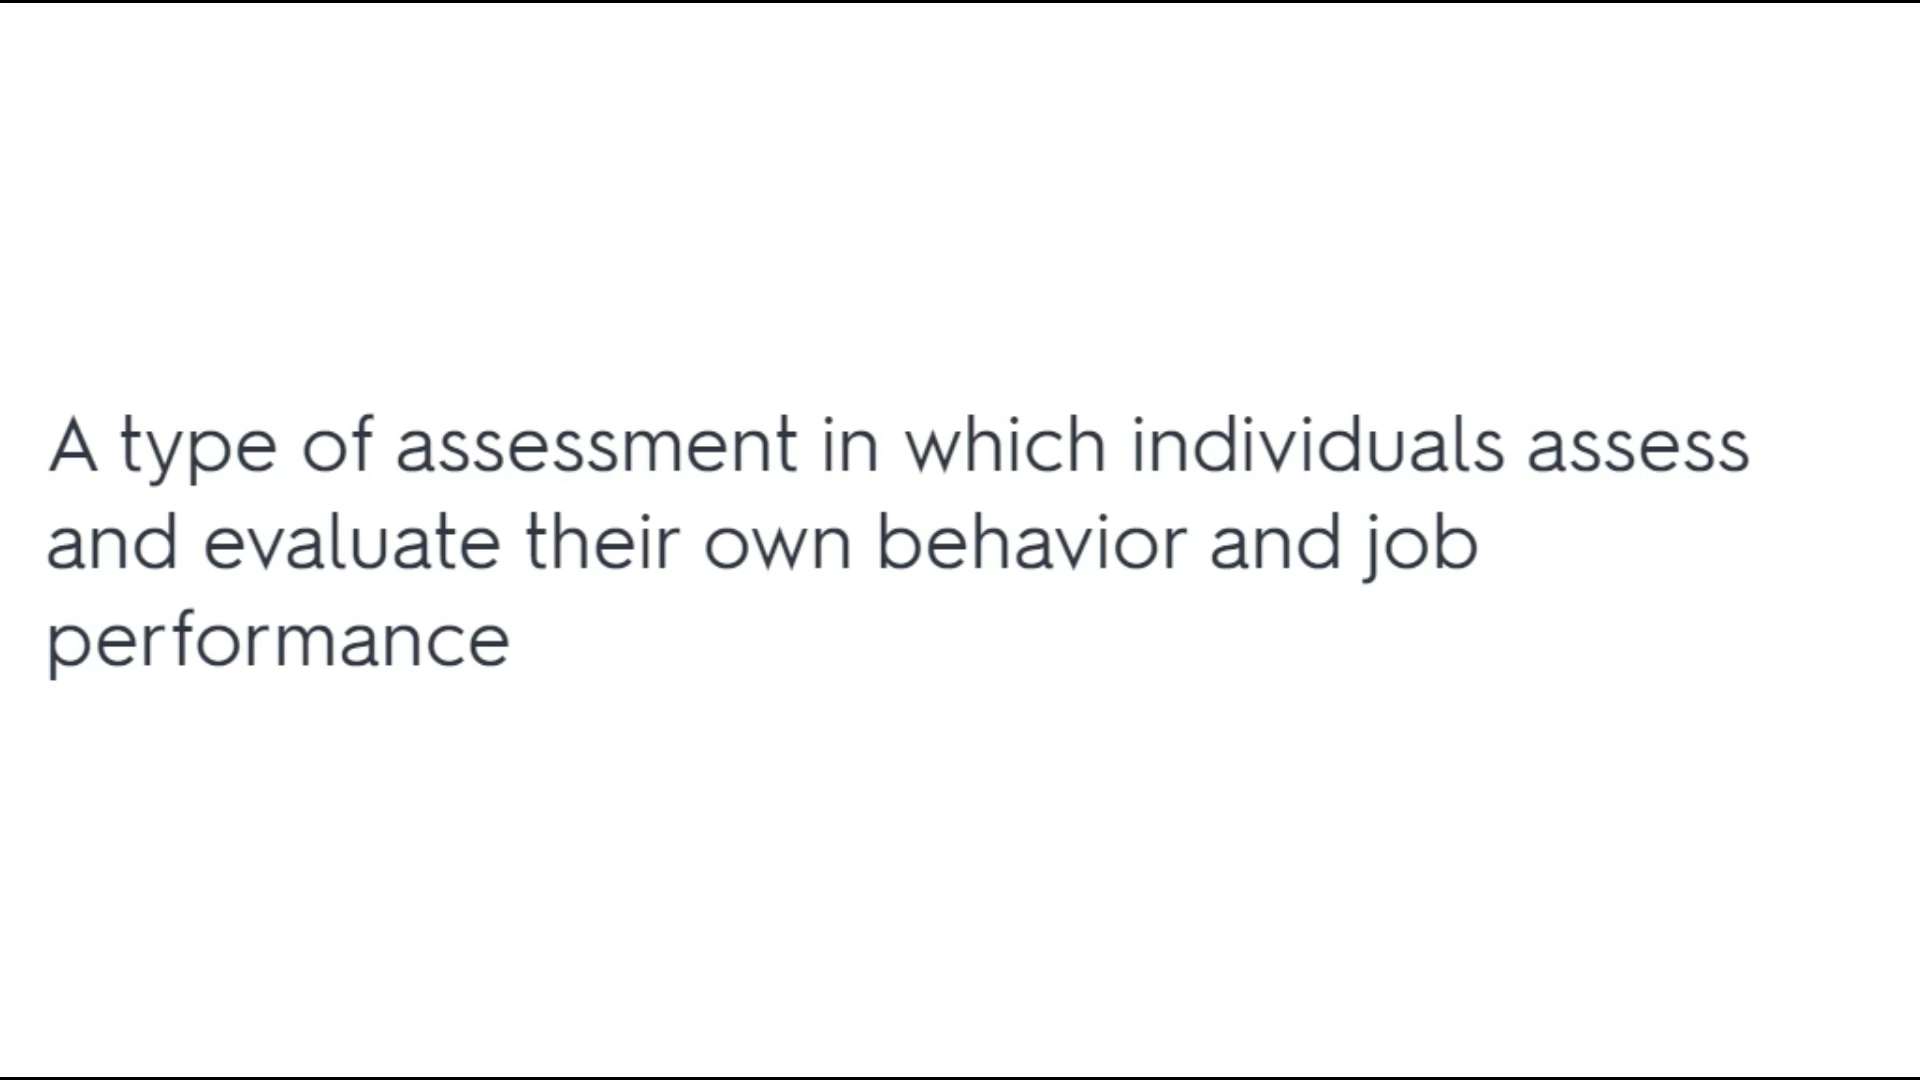 A type of assessment in which individuals assess
and evaluate their own behavior and job
performance